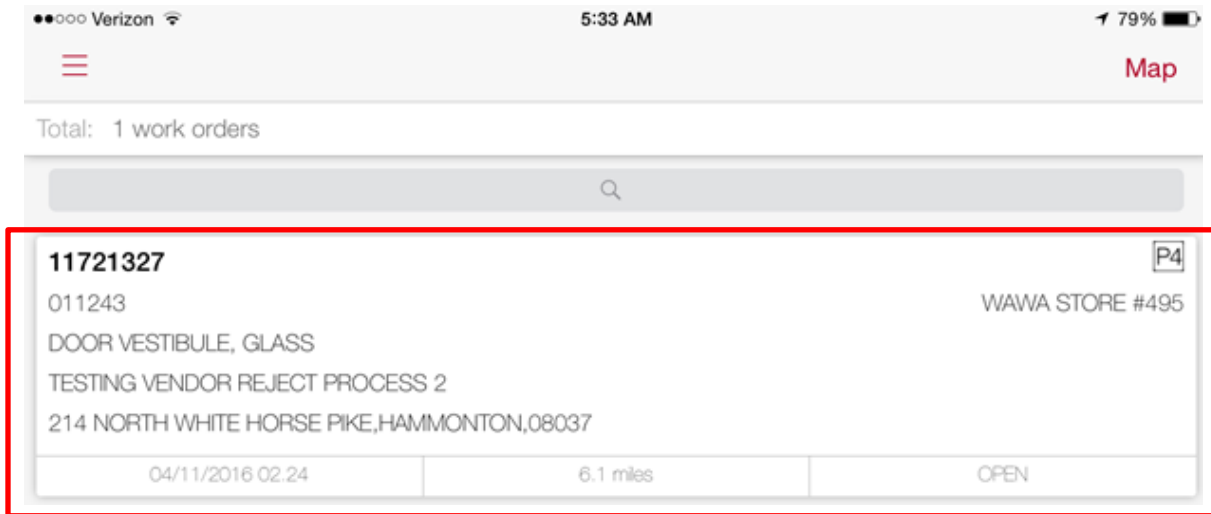 Verizon 5:33 AM 79%
Map
Total: 1 work orders
11721327 P4
011243 WAWA STORE #495
DOOR VESTIBULE, GLASS
TESTING VENDOR REJECT PROCESS 2
214 NORTH WHITE HORSE PIKE,HAMMONTON,08037
04/11/2016 02.24 6.1 miles OPEN